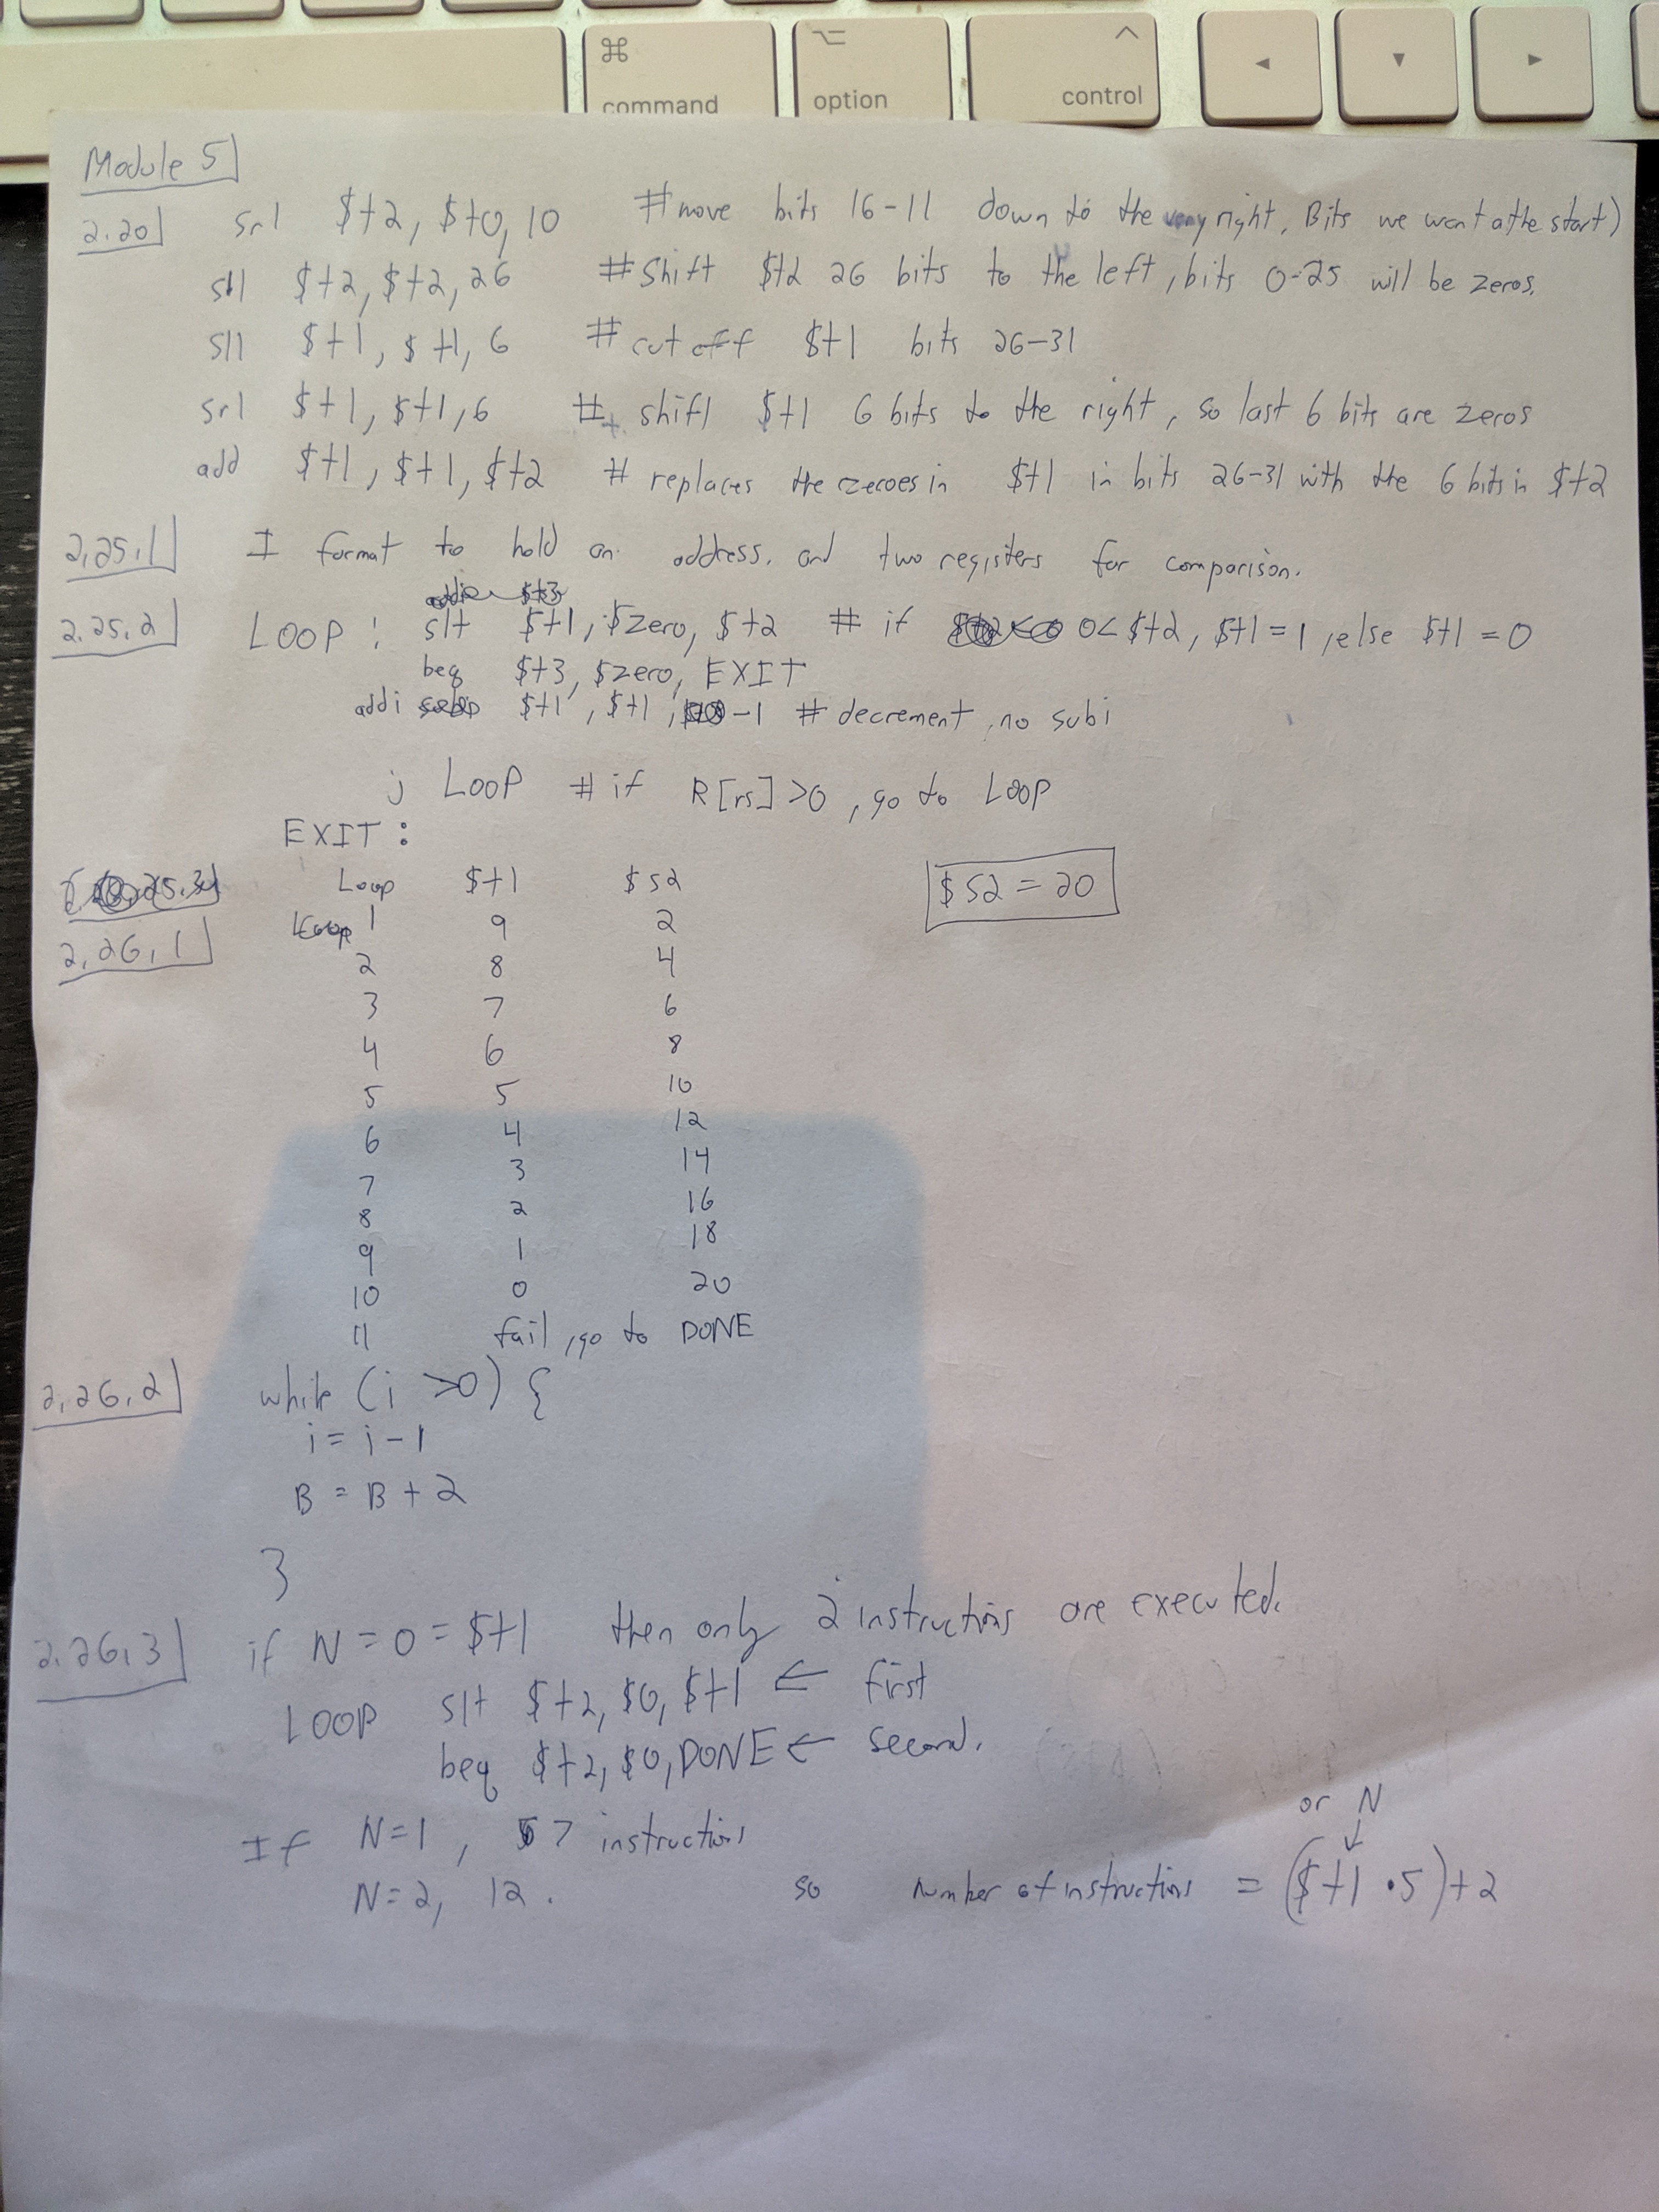 ⌘ command
⌥ option
^ control
◄ ▼ ►
Module 5
2.20 srl $t2, $t0, 10 #move bits 16-11 down to the very right, Bits we want at the start)
sll $t2, $t2, 26 #Shift $t2 26 bits to the left, bits 0-25 will be zeros.
sll $t1, $t1, 6 # cut off $t1 bits 26-31
srl $t1, $t1, 6 # shift $t1 6 bits to the right, so last 6 bits are zeros
add $t1, $t1, $t2 # replaces the zeroes in $t1 in bits 26-31 with the 6 bits in $t2
2.25.1 I format to hold an address, and two registers for comparison.
2.25.2 LOOP: slt $t1, $zero, $t2 # if 0< $t2, $t1 = 1, else $t1 = 0
beq $t3, $zero, EXIT
addi $t1, $t1, -1 # decrement, no subi
j LOOP # if R[rs] >0, go to LOOP
EXIT:
2.26.1 Loop $t1 $s2 $s2 = 20
1 9 2
2 8 4
3 7 6
4 6 8
5 5 10
6 4 12
7 3 14
8 2 16
9 1 18
10 0 20
11 fail, go to DONE
2.26.2 while (i >0) {
i = i - 1
B = B + 2
}
2.26.3 if N = 0 = $t1 then only 2 instructions are executed.
LOOP slt $t2, $0, $t1 ← first
beq $t2, $0, DONE ← second.
If N=1, 7 instructions
or N
↓
N=2, 12. so number of instructions = ($t1 • 5) + 2